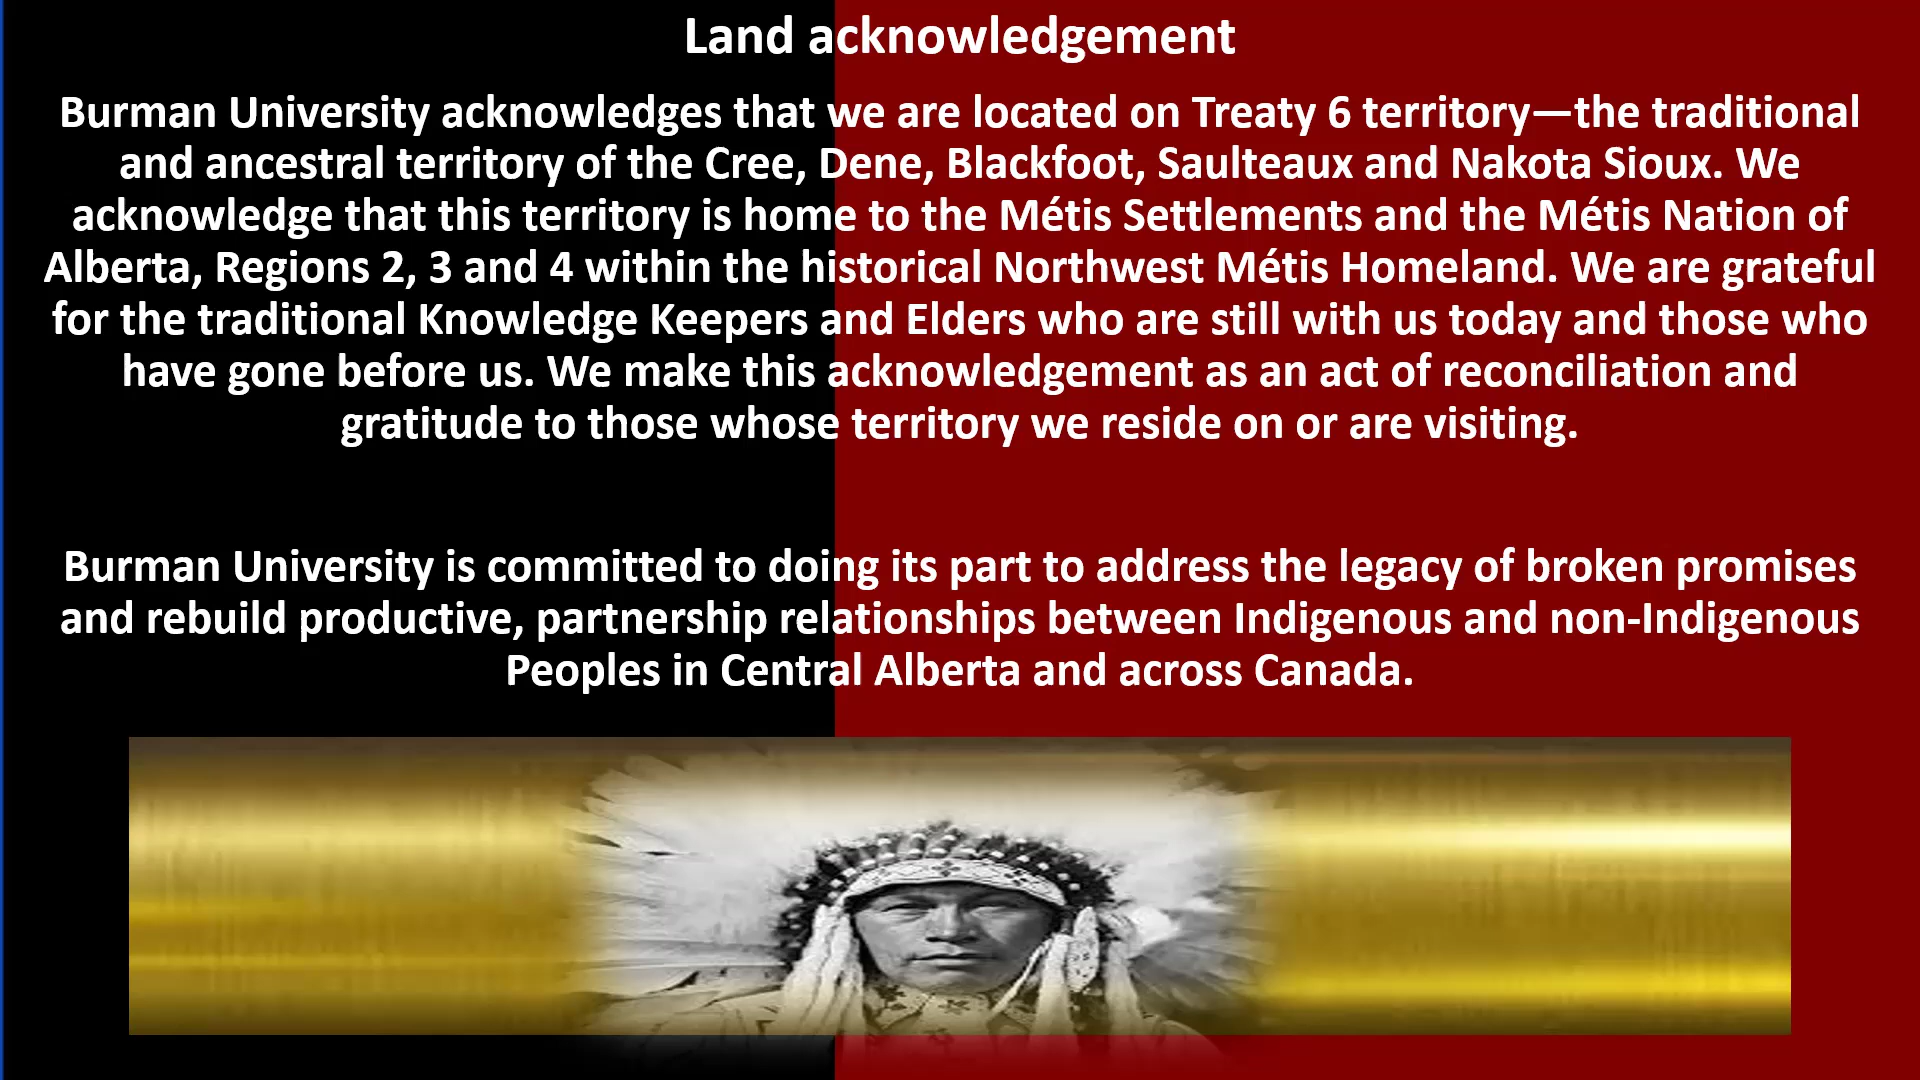 Land acknowledgement
Burman University acknowledges that we are located on Treaty 6 territory—the traditional
and ancestral territory of the Cree, Dene, Blackfoot, Saulteaux and Nakota Sioux. We
acknowledge that this territory is home to the Métis Settlements and the Métis Nation of
Alberta, Regions 2, 3 and 4 within the historical Northwest Métis Homeland. We are grateful
for the traditional Knowledge Keepers and Elders who are still with us today and those who
have gone before us. We make this acknowledgement as an act of reconciliation and
gratitude to those whose territory we reside on or are visiting.
Burman University is committed to doing its part to address the legacy of broken promises
and rebuild productive, partnership relationships between Indigenous and non-Indigenous
Peoples in Central Alberta and across Canada.